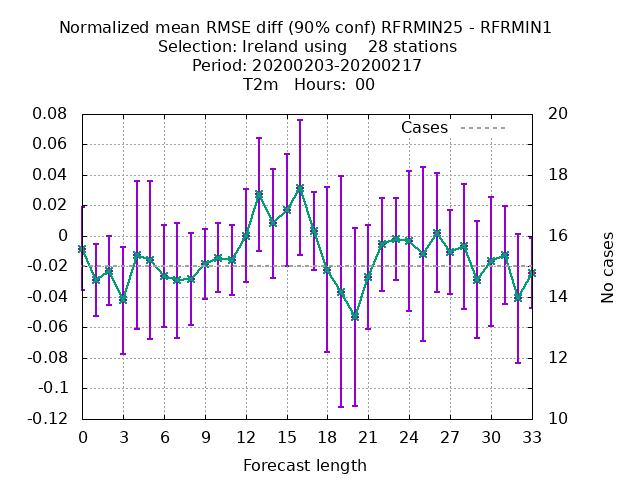 Normalized mean RMSE diff (90% conf) RFRMIN25 - RFRMIN1
Selection: Ireland using    28 stations
Period: 20200203-20200217
T2m   Hours:  00
Cases
0.08
0.06
0.04
0.02
0
-0.02
-0.04
-0.06
-0.08
-0.1
-0.12
20
18
16
14
12
10
No cases
0 3 6 9 12 15 18 21 24 27 30 33
Forecast length